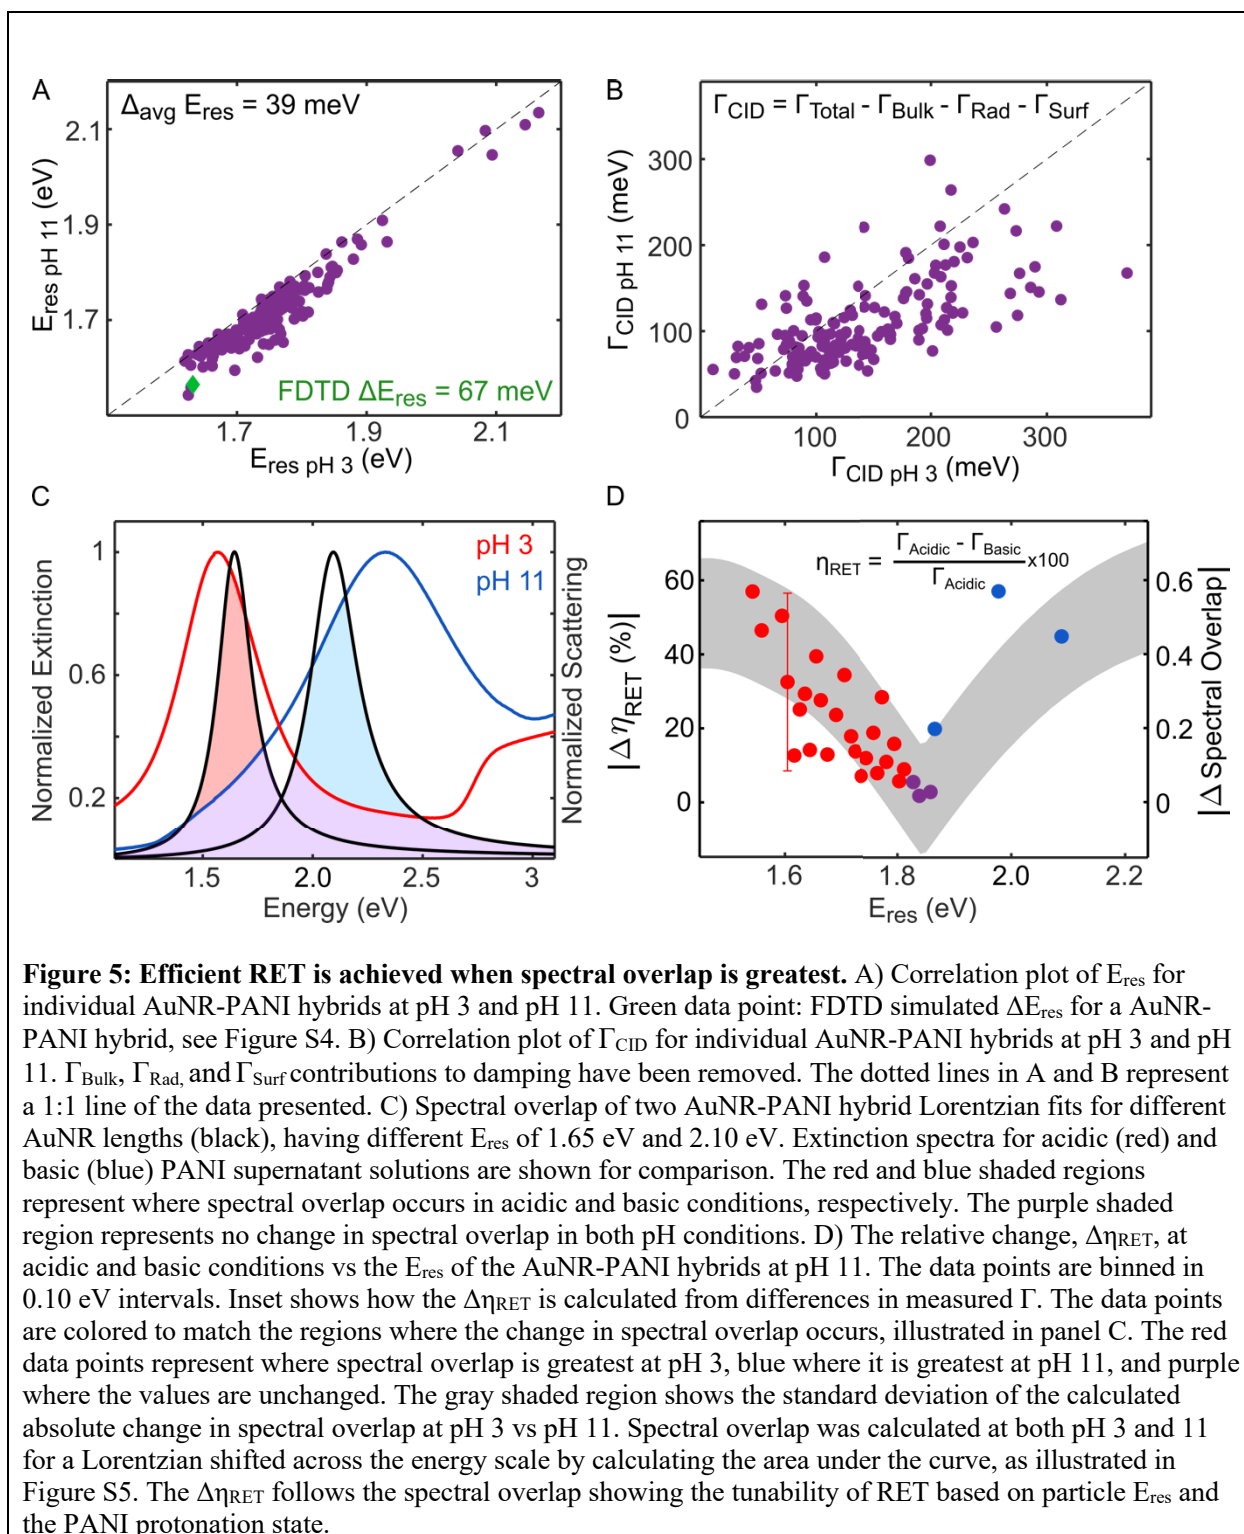 A
Δavg Eres = 39 meV
2.1
1.9
1.7
Eres pH 11 (eV)
FDTD ΔEres = 67 meV
1.7
1.9
2.1
Eres pH 3 (eV)
B
ΓCID = ΓTotal - ΓBulk - ΓRad - ΓSurf
300
200
100
0
ΓCID pH 11 (meV)
100
200
300
ΓCID pH 3 (meV)
C
pH 3
pH 11
1
0.6
0.2
Normalized Extinction
Normalized Scattering
1.5
2.0
2.5
3
Energy (eV)
D
ηRET = ΓAcidic - ΓBasic / ΓAcidic x100
60
40
20
0
|ΔηRET (%)|
0.6
0.4
0.2
0
|Δ Spectral Overlap|
1.6
1.8
2.0
2.2
Eres (eV)
Figure 5: Efficient RET is achieved when spectral overlap is greatest. A) Correlation plot of Eres for
individual AuNR-PANI hybrids at pH 3 and pH 11. Green data point: FDTD simulated ΔEres for a AuNR-
PANI hybrid, see Figure S4. B) Correlation plot of ΓCID for individual AuNR-PANI hybrids at pH 3 and pH
11. ΓBulk, ΓRad, and ΓSurf contributions to damping have been removed. The dotted lines in A and B represent
a 1:1 line of the data presented. C) Spectral overlap of two AuNR-PANI hybrid Lorentzian fits for different
AuNR lengths (black), having different Eres of 1.65 eV and 2.10 eV. Extinction spectra for acidic (red) and
basic (blue) PANI supernatant solutions are shown for comparison. The red and blue shaded regions
represent where spectral overlap occurs in acidic and basic conditions, respectively. The purple shaded
region represents no change in spectral overlap in both pH conditions. D) The relative change, ΔηRET, at
acidic and basic conditions vs the Eres of the AuNR-PANI hybrids at pH 11. The data points are binned in
0.10 eV intervals. Inset shows how the ΔηRET is calculated from differences in measured Γ. The data points
are colored to match the regions where the change in spectral overlap occurs, illustrated in panel C. The red
data points represent where spectral overlap is greatest at pH 3, blue where it is greatest at pH 11, and purple
where the values are unchanged. The gray shaded region shows the standard deviation of the calculated
absolute change in spectral overlap at pH 3 vs pH 11. Spectral overlap was calculated at both pH 3 and 11
for a Lorentzian shifted across the energy scale by calculating the area under the curve, as illustrated in
Figure S5. The ΔηRET follows the spectral overlap showing the tunability of RET based on particle Eres and
the PANI protonation state.